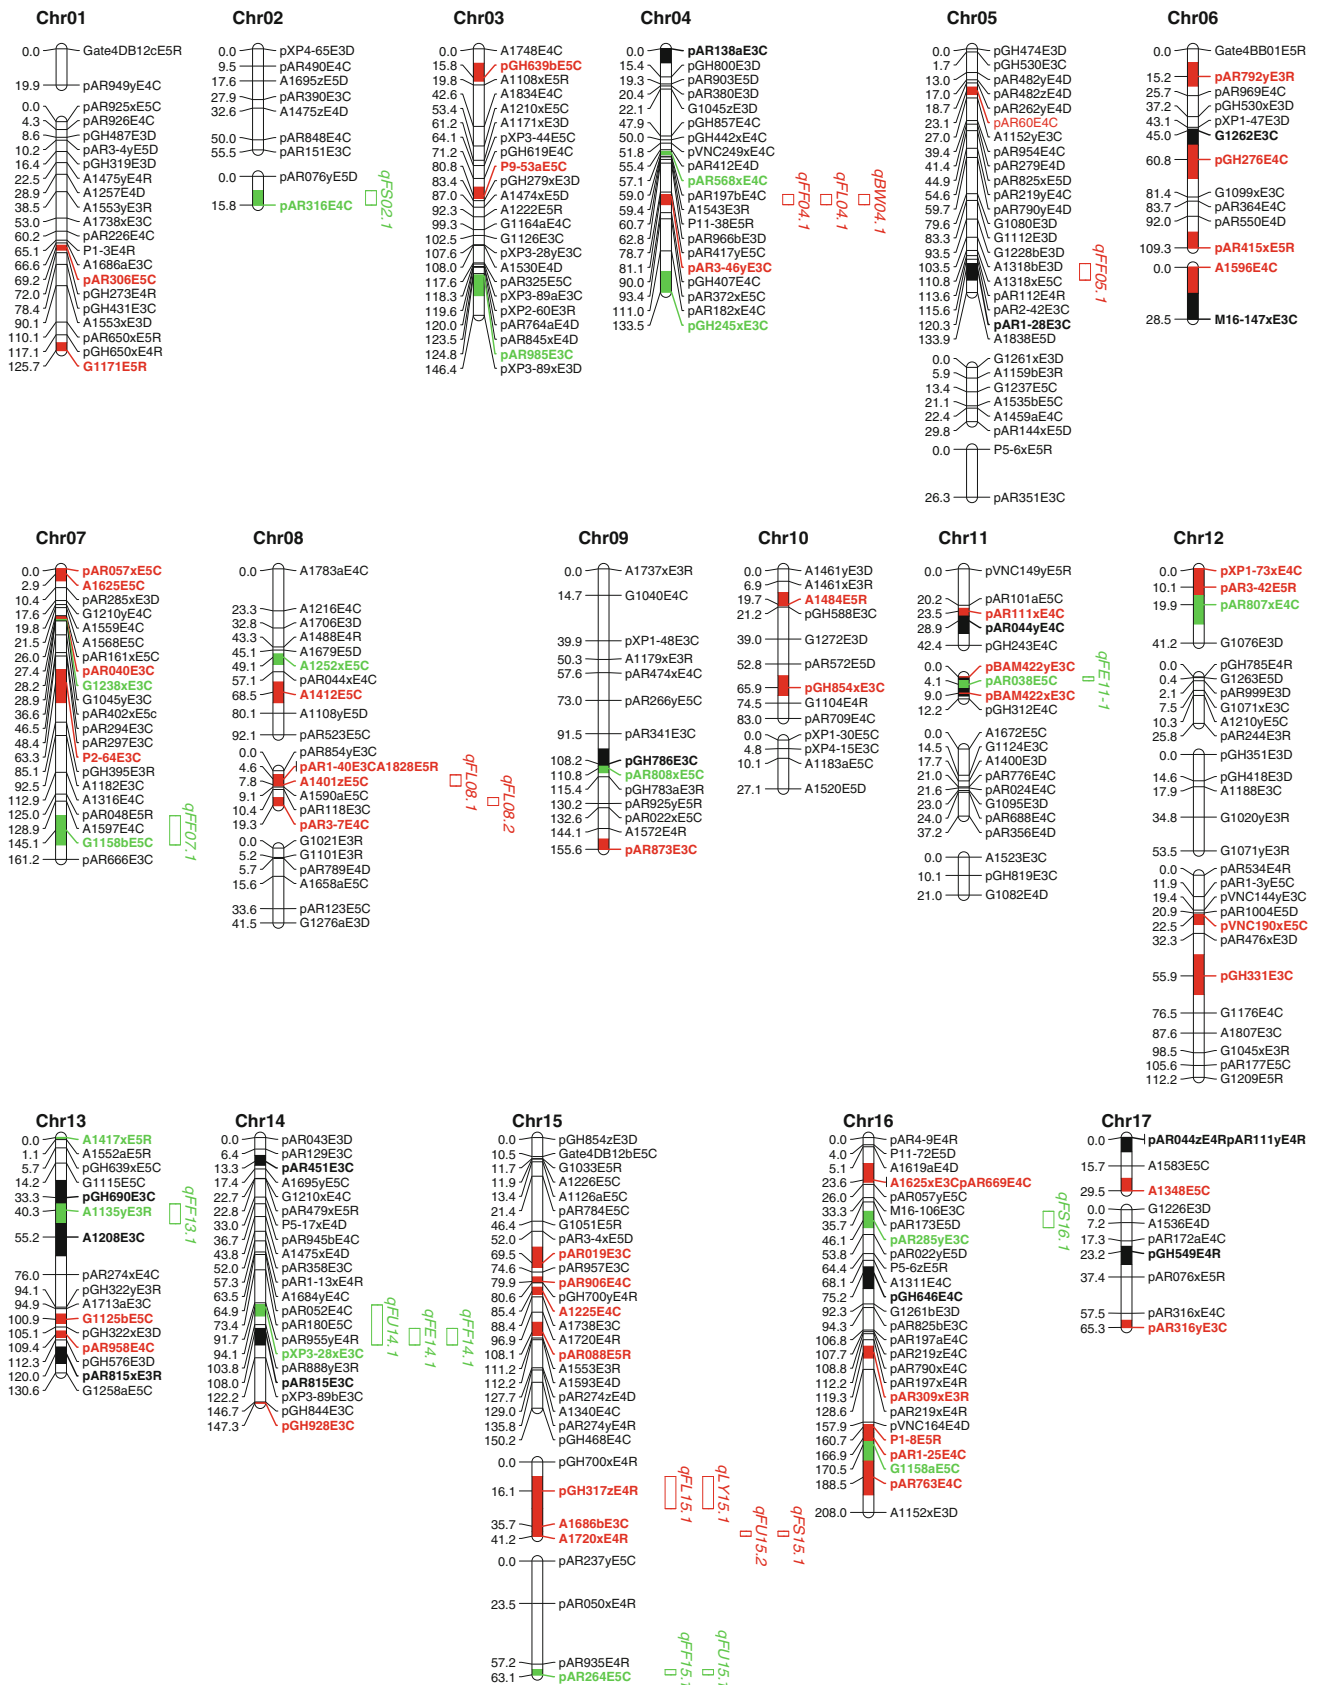 Chr01
0.0 Gate4DB12cE5R
19.9 pAR949yE4C
0.0 pAR925xE5C
4.3 pAR926E4C
8.6 pGH487E3D
10.2 pAR3-4yE5D
16.4 pGH319E3D
22.5 A1475yE4R
28.9 A1257E4D
38.5 A1553yE3R
53.0 A1738xE3C
60.2 pAR226E4C
65.1 P1-3E4R
66.6 A1686aE3C
69.2 pAR306E5C
72.0 pGH273E4R
78.4 pGH431E3C
90.1 A1553xE3D
110.1 pAR650xE5R
117.1 pGH650xE4R
125.7 G1171E5R
Chr02
0.0 pXP4-65E3D
9.5 pAR490E4C
17.6 A1695zE5D
27.9 pAR390E3C
32.6 A1475zE4D
50.0 pAR848E4C
55.5 pAR151E3C
0.0 pAR076yE5D
15.8 pAR316E4C
qFS02.1
Chr03
0.0 A1748E4C
15.8 pGH639bE5C
19.8 A1108xE5R
42.6 A1834E4C
53.4 A1210xE5C
61.2 A1171xE3D
64.1 pXP3-44E5C
71.2 pGH619E4C
80.8 P9-53aE5C
83.4 pGH279xE3D
87.0 A1474xE5D
92.3 A1222E5R
99.3 G1164aE4C
102.5 G1126E3C
107.6 pXP3-28yE3C
108.0 A1530E4D
117.6 pAR325E5C
118.3 pXP3-89aE3C
119.6 pXP2-60E3R
120.0 pAR764aE4D
123.5 pAR845xE4D
124.8 pAR985E3C
146.4 pXP3-89xE3D
Chr04
0.0 pAR138aE3C
15.4 pGH800E3D
19.3 pAR903E5D
20.4 pAR380E3D
22.1 G1045zE3D
47.9 pGH857E4C
50.0 pGH442xE4C
51.8 pVNC249xE4C
55.4 pAR412E4D
57.1 pAR568xE4C
59.0 pAR197bE4C
59.4 A1543E3R
60.7 P11-38E5R
62.8 pAR966bE3D
78.7 pAR417yE5C
81.1 pAR3-46yE3C
90.0 pGH407E4C
93.4 pAR372xE5C
111.0 pAR182xE4C
133.5 pGH245xE3C
qFF04.1
qFL04.1
qBW04.1
Chr05
0.0 pGH474E3D
1.7 pGH530E3C
13.0 pAR482yE4D
17.0 pAR482zE4D
18.7 pAR262yE4D
23.1 pAR60E4C
27.0 A1152yE3C
39.4 pAR954E4C
41.4 pAR279E4D
44.9 pAR825xE5D
54.6 pAR219yE4C
59.7 pAR790yE4D
79.6 G1080E3D
83.3 G1112E3D
93.5 G1228bE3D
103.5 A1318bE3D
110.8 A1318xE5C
113.6 pAR112E4R
115.6 pAR2-42E3C
120.3 pAR1-28E3C
133.9 A1838E5D
0.0 G1261xE3D
5.9 A1159bE3R
13.4 G1237E5C
21.1 A1535bE5C
22.4 A1459aE4C
29.8 pAR144xE5D
0.0 P5-6xE5R
26.3 pAR351E3C
qFF05.1
Chr06
0.0 Gate4BB01E5R
15.2 pAR792yE3R
25.7 pAR969E4C
37.2 pGH530xE3D
42.1 xP1-47E3D
45.0 G1262E3C
60.8 pGH276E4C
81.4 G1099xE3C
83.7 pAR364E4C
92.0 pAR550E4D
109.3 pAR415xE5R
0.0 A1596E4C
28.5 M16-147xE3C
Chr07
0.0 pAR057xE5C
2.9 A1625E5C
10.4 pAR285xE3D
17.6 G1210yE4C
19.8 A1559E4C
21.5 A1568E5C
26.0 pAR161xE5C
27.4 pAR040E3C
28.2 G1238xE3C
28.9 G1045yE3C
36.6 pAR402xE5c
46.5 pAR294E3C
48.4 pAR297E3C
63.3 P2-64E3C
85.1 pGH395E3R
92.5 A1182E3C
112.9 A1316E4C
125.0 pAR048E5R
128.9 A1597E4C
145.1 G1158bE5C
161.2 pAR666E3C
qFF07.1
Chr08
0.0 A1783aE4C
23.3 A1216E4C
32.8 A1706E3D
43.3 A1488E4R
45.1 A1679E5D
49.1 A1252xE5C
57.1 pAR044xE4C
68.5 A1412E5C
80.1 A1108yE5D
92.1 pAR523E5C
0.0 pAR854yE3C
4.6 pAR1-40E3CA1828E5R
7.8 A1401zE5C
9.1 A1590aE5C
10.4 pAR118E3C
19.3 pAR3-7E4C
0.0 G1021E3R
5.2 G1101E3R
5.7 pAR789E4D
15.6 A1658aE5C
33.6 pAR123E5C
41.5 G1276aE3D
qFL08.1
qFL08.2
Chr09
0.0 A1737xE3R
14.7 G1040E4C
39.9 pXP1-48E3C
50.3 A1179xE3R
57.6 pAR474xE4C
73.0 pAR266yE5C
91.5 pAR341E3C
108.2 pGH786E3C
110.8 pAR808xE5C
115.4 pGH783aE3R
130.2 pAR925yE5R
132.6 pAR022xE5C
144.1 A1572E4R
155.6 pAR873E3C
Chr10
0.0 A1461yE3D
6.9 A1461xE3R
19.7 A1484E5R
21.2 pGH588E3C
39.0 G1272E3D
52.8 pAR572E5D
65.9 pGH854xE3C
74.5 G1104E4R
83.0 pAR709E4C
0.0 pXP1-30E5C
4.8 pXP4-15E3C
10.1 A1183aE5C
27.1 A1520E5D
Chr11
0.0 pVNC149yE5R
20.2 pAR101aE5C
23.5 pAR111xE4C
28.9 pAR044yE4C
42.4 pGH243E4C
0.0 pBAM422yE3C
4.1 pAR038E5C
9.0 pBAM422xE3C
12.2 pGH312E4C
0.0 A1672E5C
14.5 G1124E3C
17.7 A1400E3D
21.0 pAR776E4C
21.6 pAR024E4C
23.0 G1095E3D
24.0 pAR688E4C
37.2 pAR356E4D
0.0 A1523E3C
10.1 pGH819E3C
21.0 G1082E4D
qFE11-1
Chr12
0.0 pXP1-73xE4C
10.1 pAR3-42E5R
19.9 pAR807xE4C
41.2 G1076E3D
0.0 pGH785E4R
0.4 G1263E5D
2.1 pAR999E3D
7.5 G1071xE3C
10.3 A1210yE5C
25.8 pAR244E3R
0.0 pGH351E3D
14.6 pGH418E3D
17.9 A1188E3C
34.8 G1020yE3R
53.5 G1071yE3R
0.0 pAR534E4R
11.9 pAR1-3yE5C
19.4 pVNC144yE3C
20.9 pAR1004E5D
22.5 pVNC190xE5C
32.3 pAR476xE3D
55.9 pGH331E3C
76.5 G1176E4C
87.6 A1807E3C
98.5 G1045xE3R
105.6 pAR177E5C
112.2 G1209E5R
Chr13
0.0 A1417xE5R
1.1 A1552aE5R
5.7 pGH639xE5C
14.2 G1115E5C
33.3 pGH690E3C
40.3 A1135yE3R
55.2 A1208E3C
76.0 pAR274xE4C
94.1 pGH322yE3R
94.9 A1713aE3C
100.9 G1125bE5C
105.1 pGH322xE3D
109.4 pAR958E4C
112.3 pGH576E3D
120.0 pAR815xE3R
130.6 G1258aE5C
qFF13.1
Chr14
0.0 pAR043E3D
6.4 pAR129E3C
13.3 pAR451E3C
17.4 A1695yE5C
22.7 G1210xE4C
22.8 pAR479xE5R
33.0 P5-17xE4D
36.7 pAR945bE4C
43.8 A1475xE4D
52.0 pAR358E3C
57.3 pAR1-13xE4R
63.5 A1684yE4C
64.9 pAR052E4C
73.4 pAR180E5C
91.7 pAR955yE4R
94.1 pXP3-28xE3C
103.8 pAR888yE3R
108.0 pAR815E3C
122.2 pXP3-89bE3C
146.7 pGH844E3C
147.3 pGH928E3C
qFU14.1
qFE14.1
qFF14.1
Chr15
0.0 pGH854zE3D
10.5 Gate4DB12bE5C
11.7 G1033E5R
11.9 A1226E5C
13.4 A1126aE5C
21.4 pAR784E5C
46.4 G1051E5R
52.0 pAR3-4xE5D
69.5 pAR019E3C
74.6 pAR957E3C
79.9 pAR906E4C
80.6 pGH700yE4R
85.4 A1225E4C
88.4 A1738E3C
96.9 A1720E4R
108.1 pAR088E5R
111.2 A1553E3R
112.2 A1593E4D
127.7 pAR274zE4D
129.0 A1340E4C
135.8 pAR274yE4R
150.2 pGH468E4C
0.0 pGH700xE4R
16.1 pGH317zE4R
35.7 A1686bE3C
41.2 A1720xE4R
0.0 pAR237yE5C
23.5 pAR050xE4R
57.2 pAR935E4R
63.1 pAR264E5C
qFL15.1
qLY15.1
qFU15.2
qFS15.1
qFF15.
qFU15.
Chr16
0.0 pAR4-9E4R
4.0 P11-72E5D
5.1 A1619aE4D
23.6 A1625xE3CpAR669E4C
26.0 pAR057yE5C
33.3 M16-106E3C
35.7 pAR173E5D
46.1 pAR285yE3C
53.8 pAR022yE5D
64.4 P5-6zE5R
68.1 A1311E4C
75.2 pGH646E4C
92.3 G1261bE3D
94.3 pAR825bE3C
106.8 pAR197aE4C
107.7 pAR219zE4C
108.8 pAR790xE4C
112.2 pAR197xE4R
119.3 pAR309xE3R
128.6 pAR219xE4R
157.9 pVNC164E4D
160.7 P1-8E5R
166.9 pAR1-25E4C
170.5 G1158aE5C
188.5 pAR763E4C
208.0 A1152xE3D
qFS16.1
Chr17
0.0 pAR044zE4RpAR111yE4R
15.7 A1583E5C
29.5 A1348E5C
0.0 G1226E3D
7.2 A1536E4D
17.3 pAR172aE4C
23.2 pGH549E4R
37.4 pAR076xE5R
57.5 pAR316xE4C
65.3 pAR316yE3C